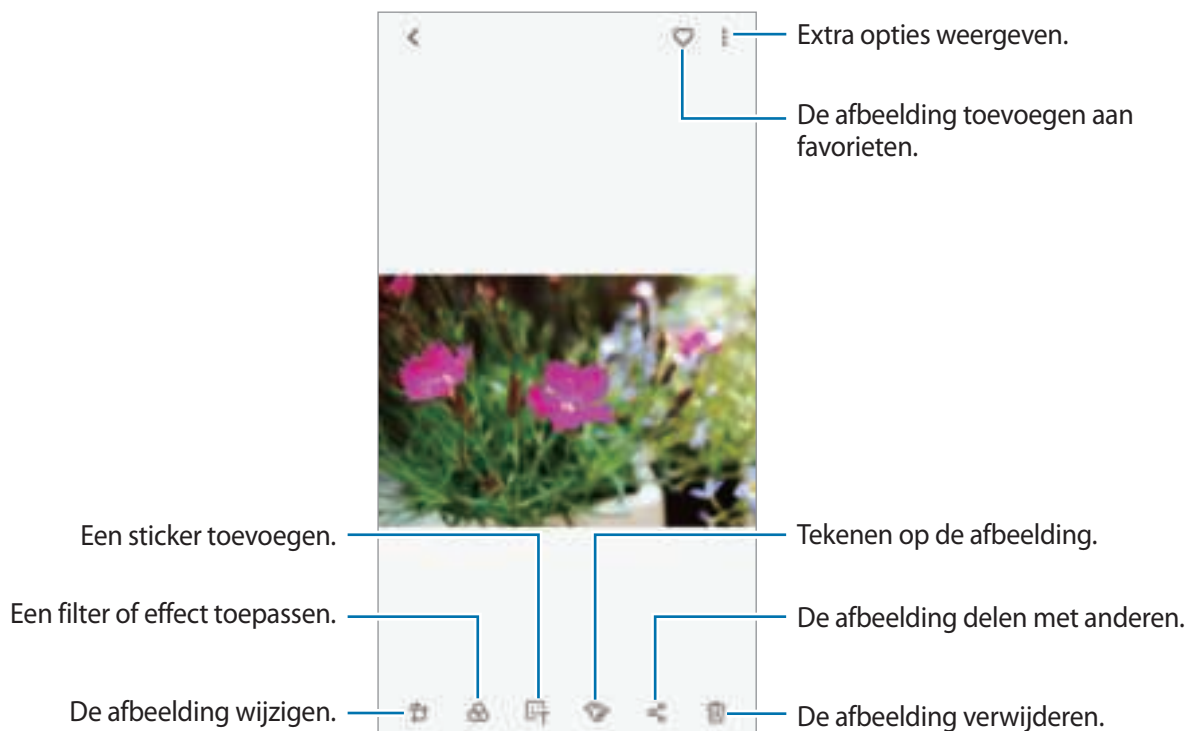 Extra opties weergeven.
De afbeelding toevoegen aan
favorieten.
Een sticker toevoegen.
Tekenen op de afbeelding.
Een filter of effect toepassen.
De afbeelding delen met anderen.
De afbeelding wijzigen.
De afbeelding verwijderen.